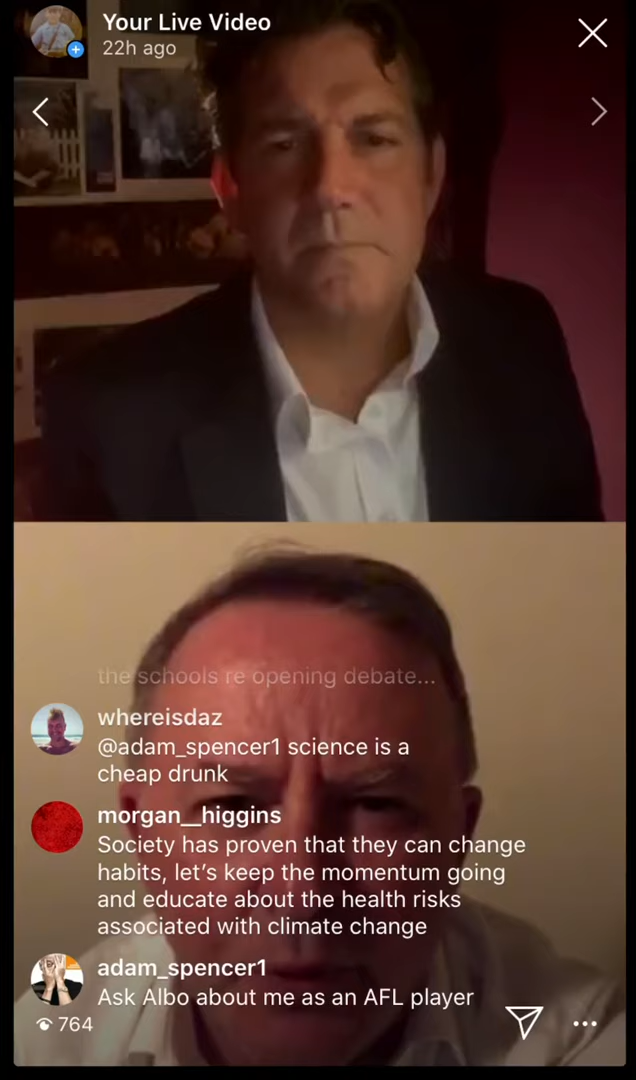 Your Live Video
22h ago
the schools re opening debate...
whereisdaz
@adam_spencer1 science is a
cheap drunk
morgan__higgins
Society has proven that they can change
habits, let's keep the momentum going
and educate about the health risks
associated with climate change
adam_spencer1
Ask Albo about me as an AFL player
764